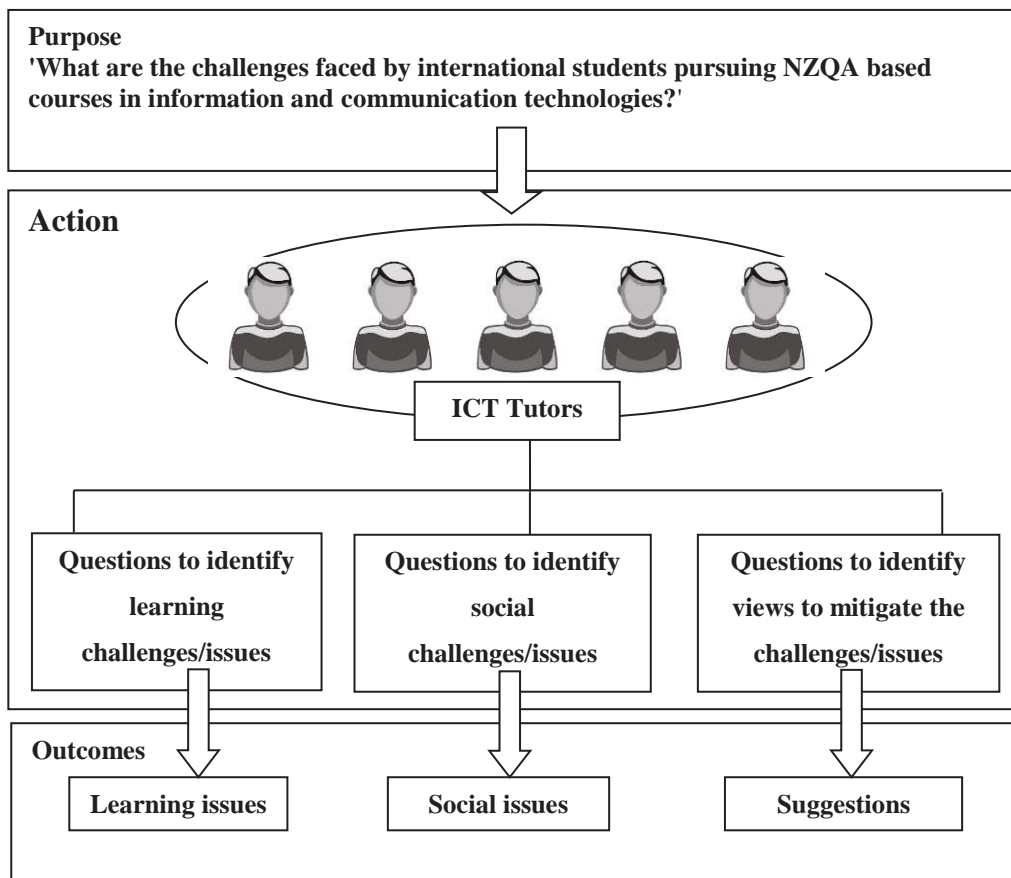 Purpose
'What are the challenges faced by international students pursuing NZQA based
courses in information and communication technologies?'
Action
ICT Tutors
Questions to identify
learning
challenges/issues
Questions to identify
social
challenges/issues
Questions to identify
views to mitigate the
challenges/issues
Outcomes
Learning issues
Social issues
Suggestions